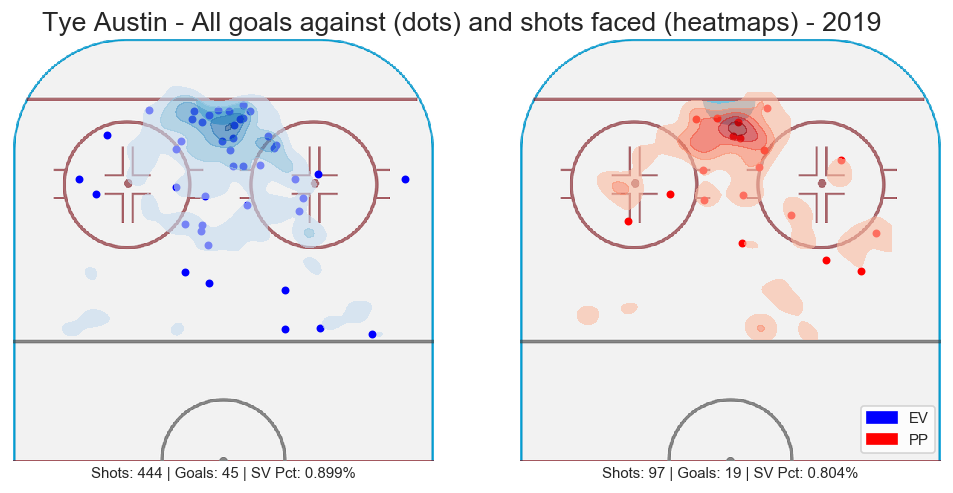 Tye Austin - All goals against (dots) and shots faced (heatmaps) - 2019
EV
PP
Shots: 444 | Goals: 45 | SV Pct: 0.899%
Shots: 97 | Goals: 19 | SV Pct: 0.804%